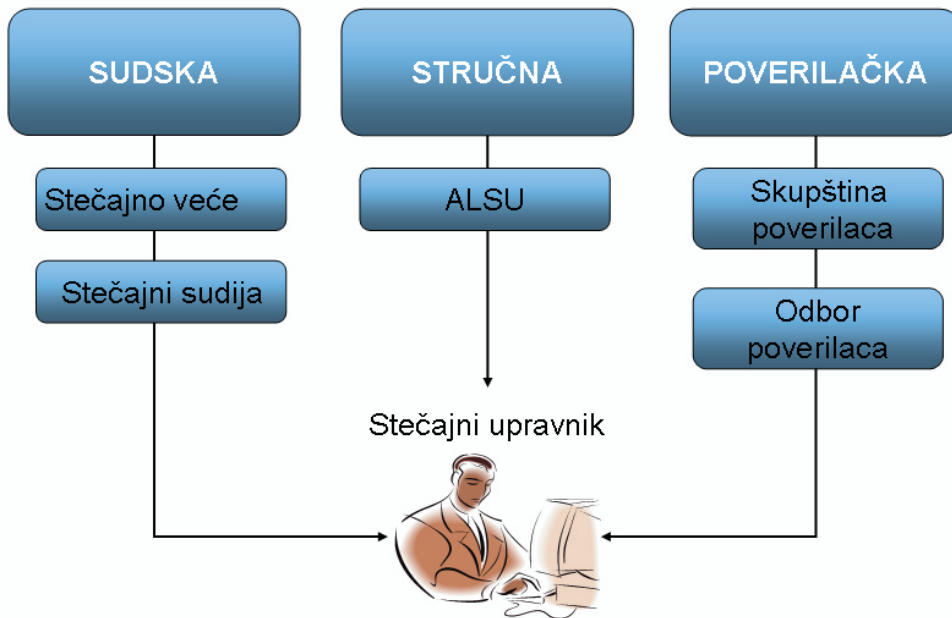 SUDSKA
STRUČNA
POVERILAČKA
Stečajno veće
ALSU
Skupština
poverilaca
Stečajni sudija
Odbor
poverilaca
Stečajni upravnik